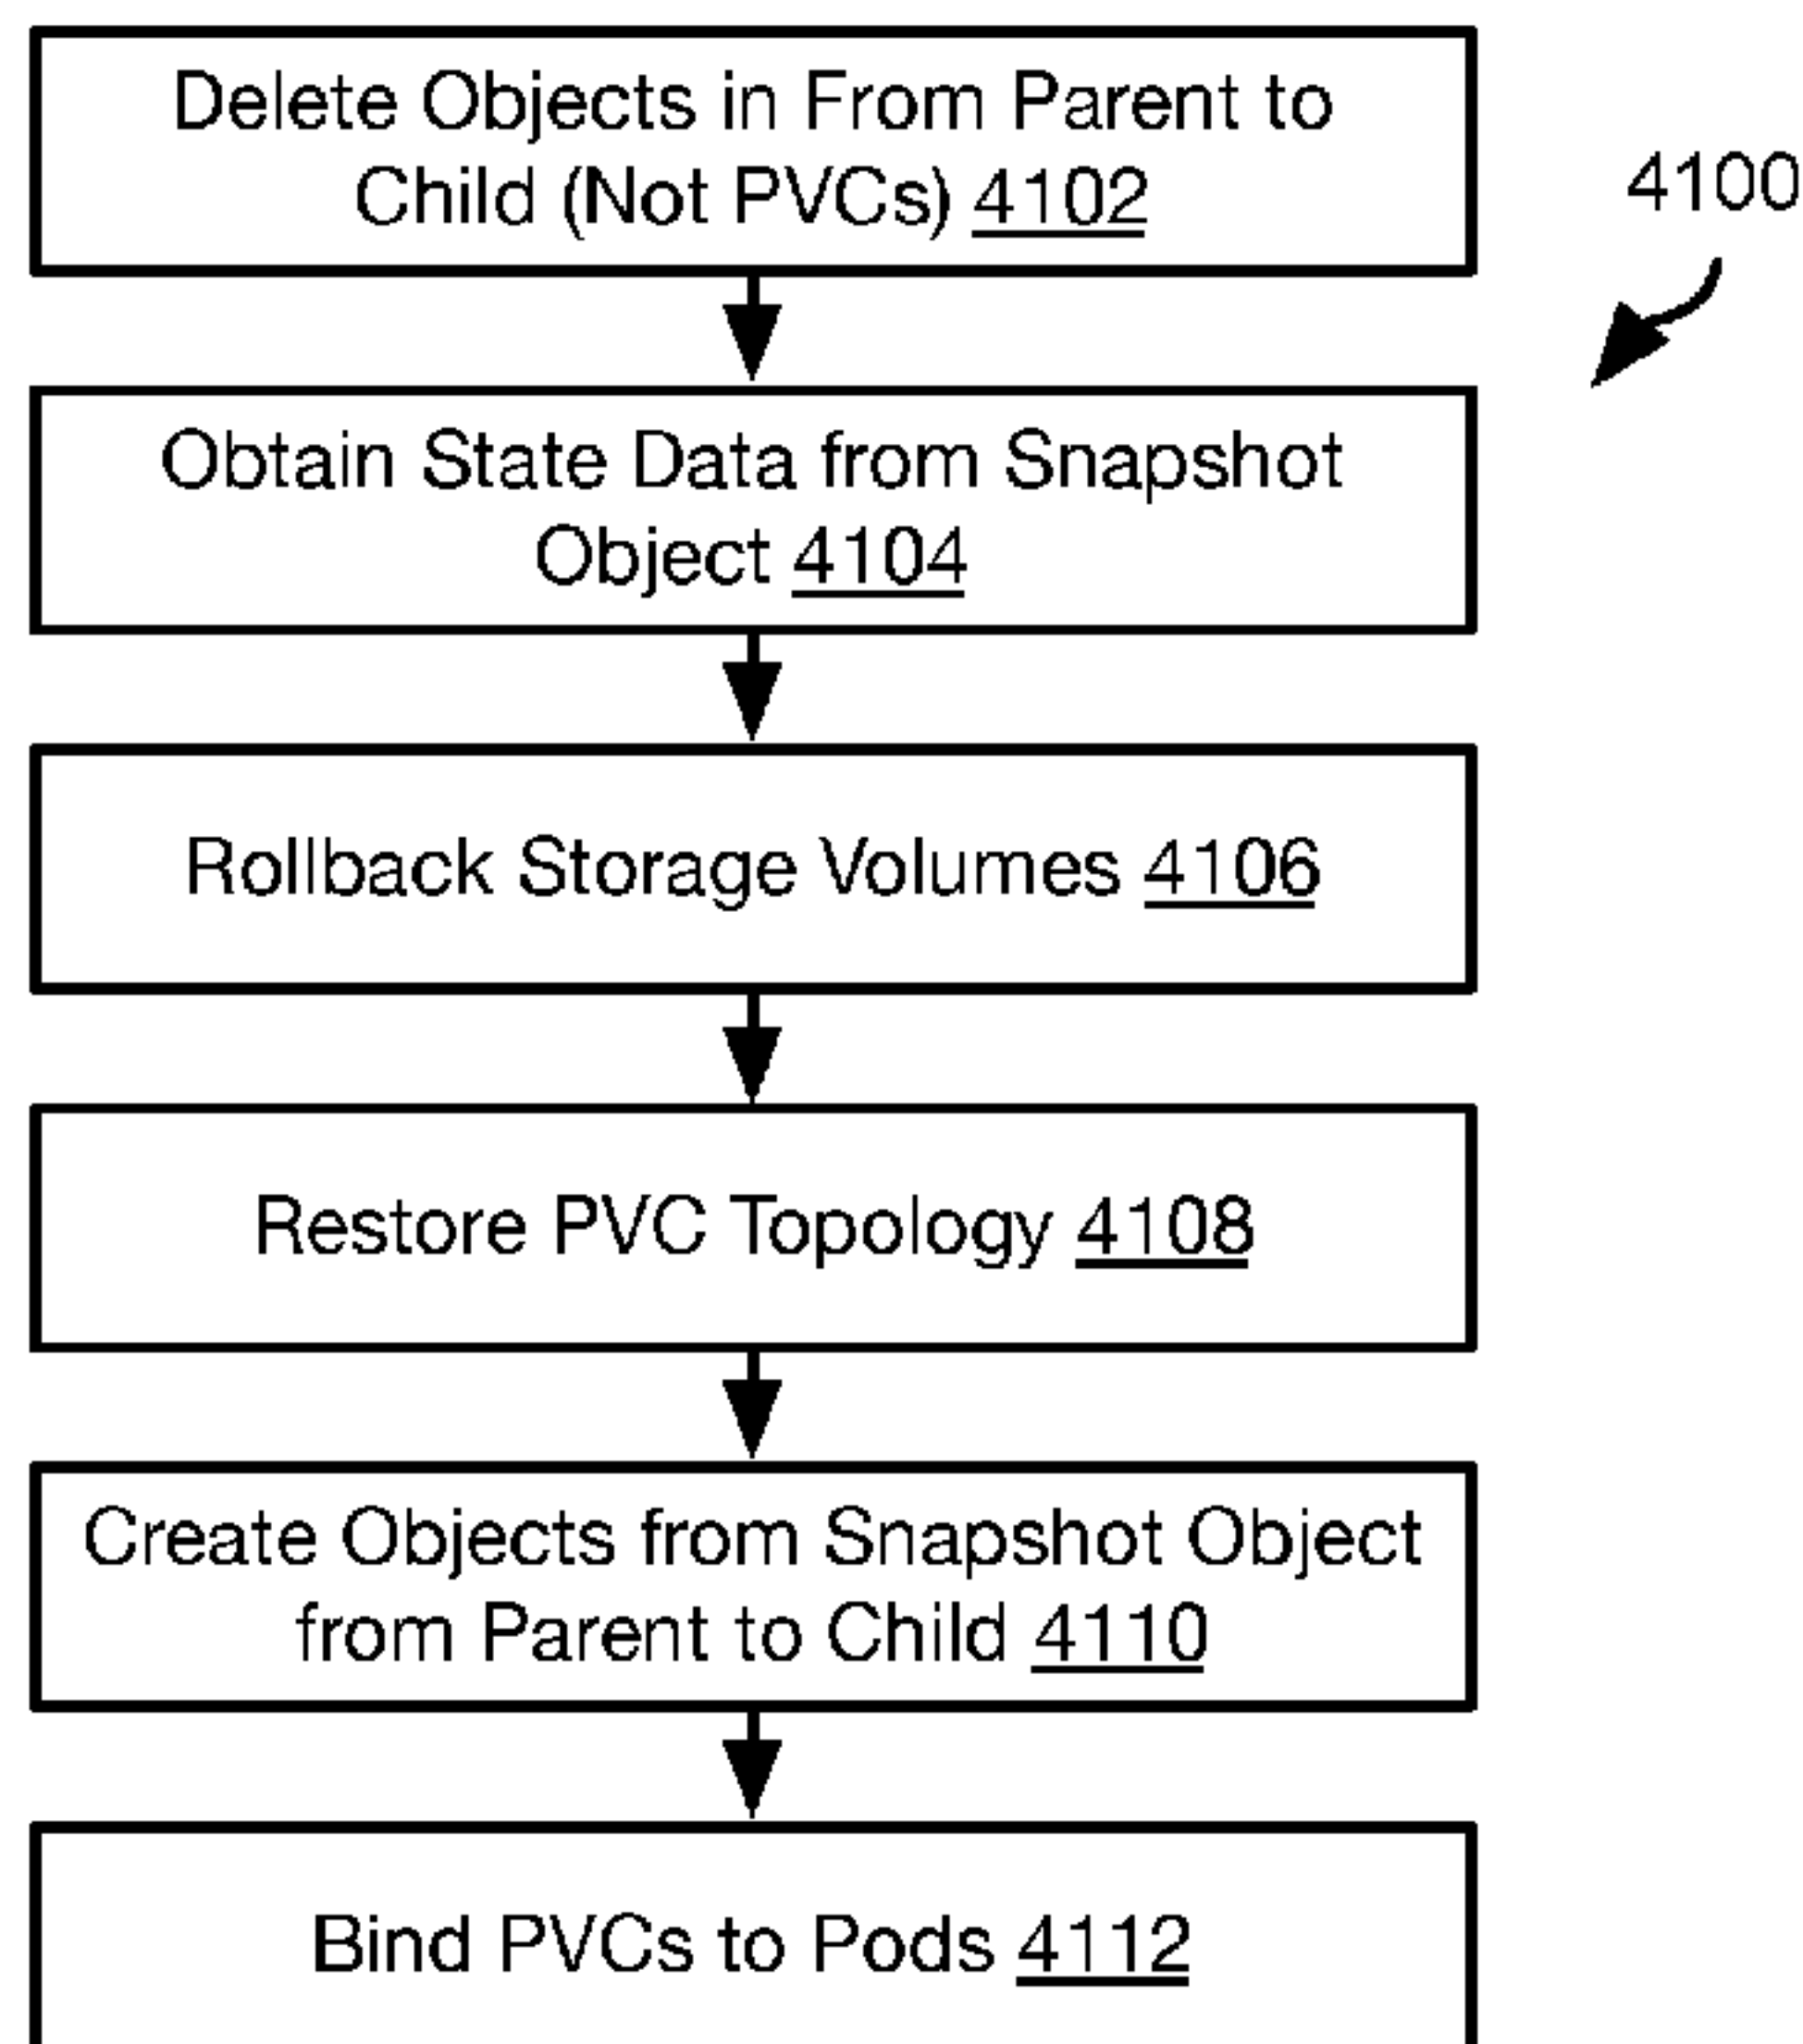 Delete Objects in From Parent to
Child (Not PVCs) 4102
4100
Obtain State Data from Snapshot
Object 4104
Rollback Storage Volumes 4106
Restore PVC Topology 4108
Create Objects from Snapshot Object
from Parent to Child 4110
Bind PVCs to Pods 4112